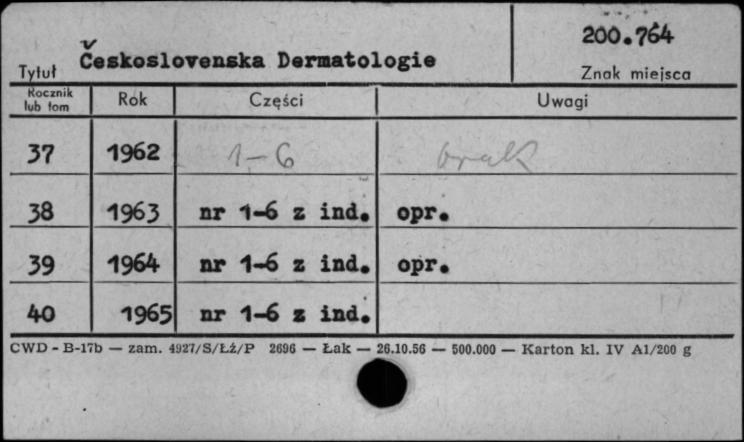 200.764
Tytuł Československa Dermatologie Znak miejsca
Rocznik lub tom Rok Części Uwagi
37 1962 1-6 brak
38 1963 nr 1-6 z ind. opr.
39 1964 nr 1-6 z ind. opr.
40 1965 nr 1-6 z ind.
CWD - B-17b — zam. 4927/S/Łź/P 2696 — Łak — 26.10.56 — 500.000 — Karton kl. IV A1/200 g